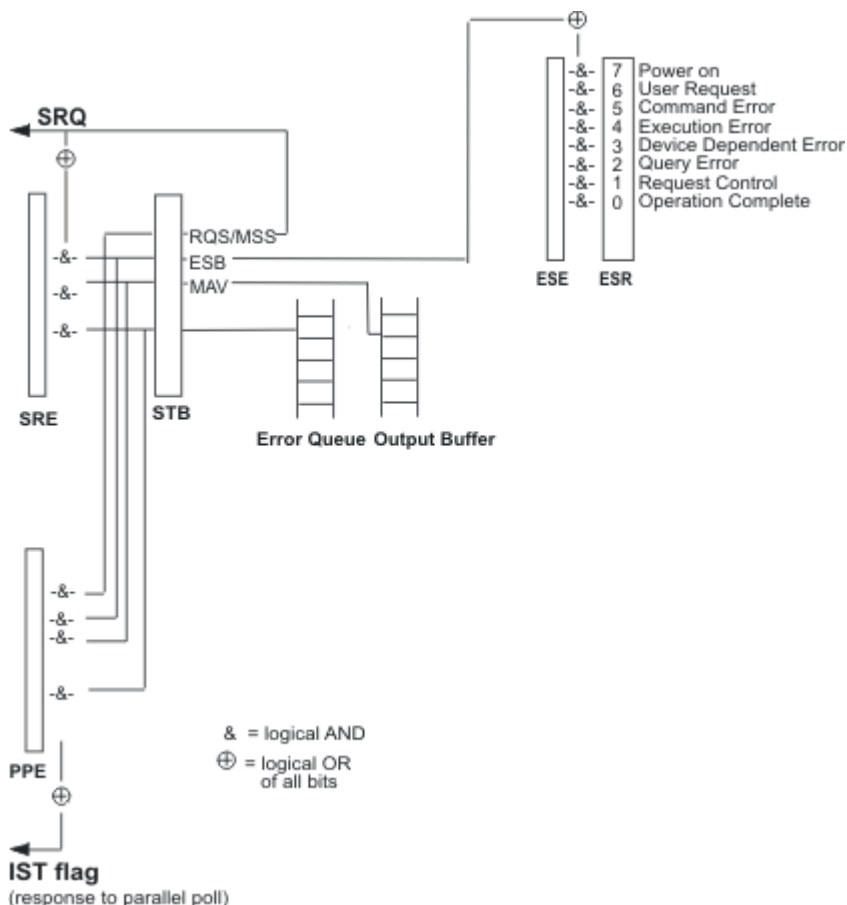 -&- 7 Power on
-&- 6 User Request
-&- 5 Command Error
-&- 4 Execution Error
-&- 3 Device Dependent Error
-&- 2 Query Error
-&- 1 Request Control
-&- 0 Operation Complete
ESE ESR
SRQ
RQS/MSS
-&- ESB
-&- MAV
-&-
SRE STB
Error Queue Output Buffer
-&-
-&-
-&-
-&-
PPE
& = logical AND
⊕ = logical OR
of all bits
IST flag
(response to parallel poll)